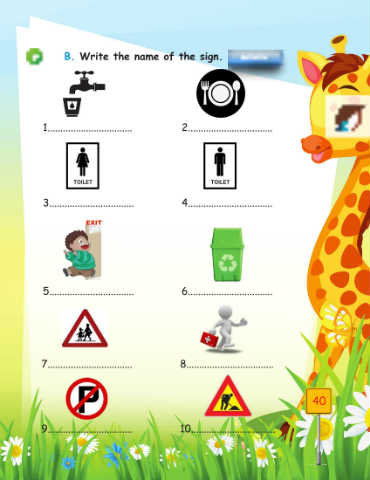 B. Write the name of the sign.
1.
2.
TOILET
TOILET
3.
4.
EXIT
5.
6.
7.
8.
P
9.
10.
40